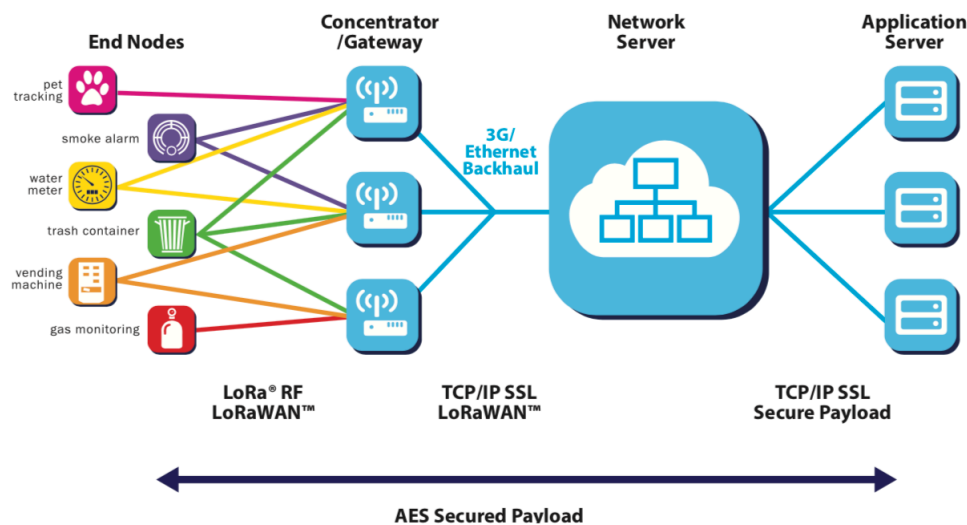 End Nodes
Concentrator
/Gateway
Network
Server
Application
Server
pet
tracking
smoke alarm
water
meter
trash container
vending
machine
gas monitoring
3G/
Ethernet
Backhaul
LoRa® RF
LoRaWAN™
TCP/IP SSL
LoRaWAN™
TCP/IP SSL
Secure Payload
AES Secured Payload